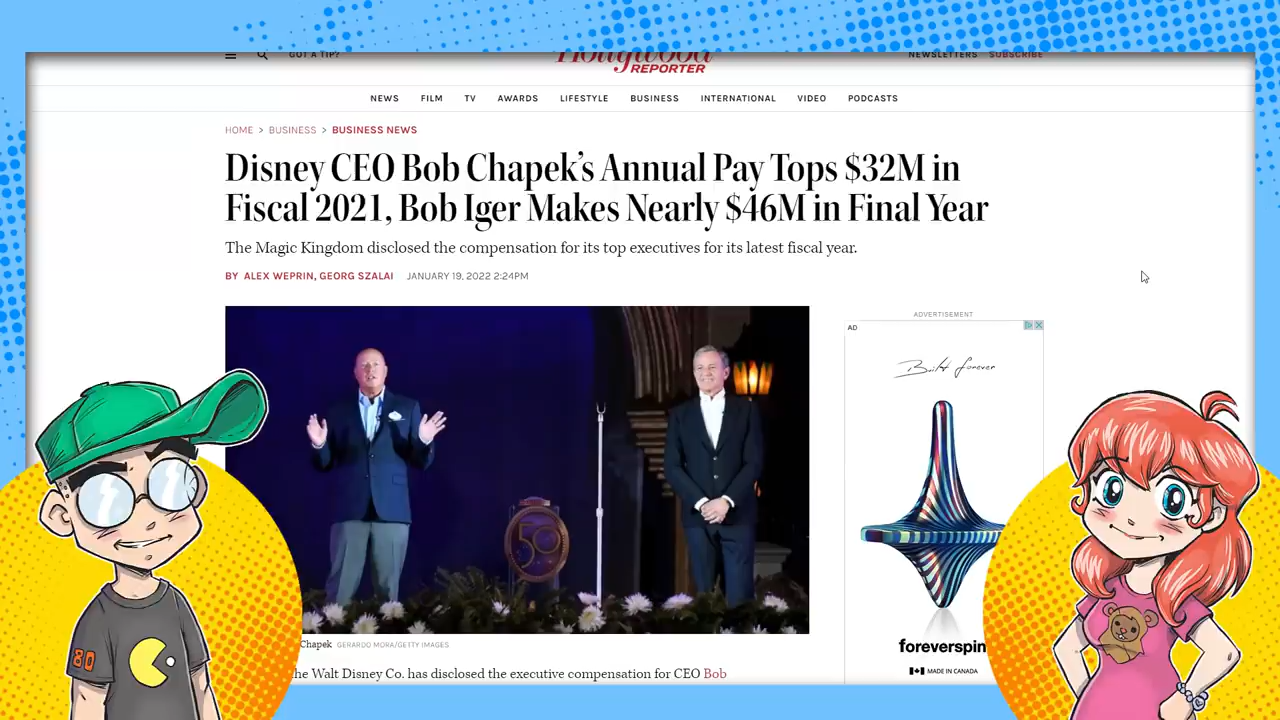 GOT A TIP?
Hollywood
REPORTER
NEWSLETTERS SUBSCRIBE
NEWS FILM TV AWARDS LIFESTYLE BUSINESS INTERNATIONAL VIDEO PODCASTS
HOME > BUSINESS > BUSINESS NEWS
Disney CEO Bob Chapek’s Annual Pay Tops $32M in
Fiscal 2021, Bob Iger Makes Nearly $46M in Final Year
The Magic Kingdom disclosed the compensation for its top executives for its latest fiscal year.
BY ALEX WEPRIN, GEORG SZALAI JANUARY 19, 2022 2:24PM
ADVERTISEMENT
AD
Built forever
50
foreverspin
MADE IN CANADA
Chapek GERARDO MORA/GETTY IMAGES
he Walt Disney Co. has disclosed the executive compensation for CEO Bob
80